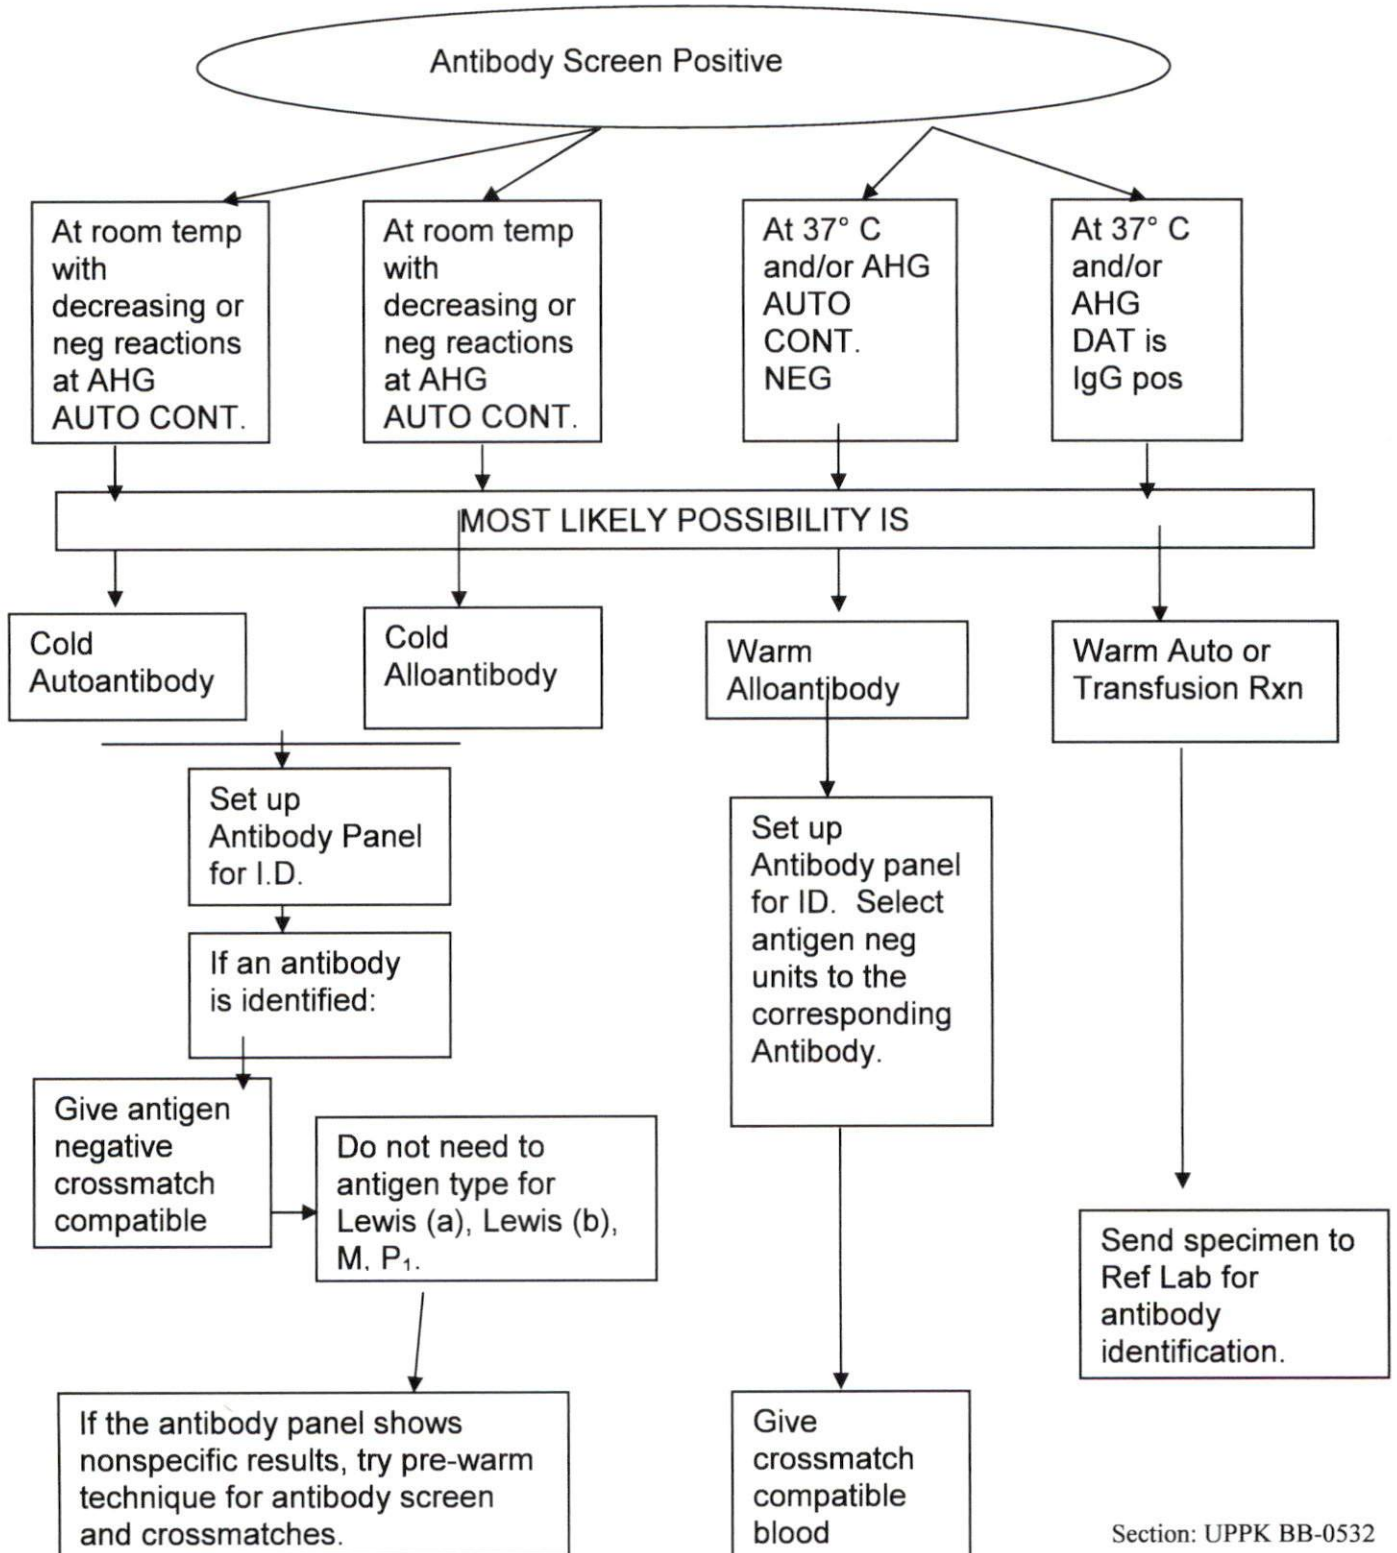 Antibody Screen Positive
At room temp
with
decreasing or
neg reactions
at AHG
AUTO CONT.
At room temp
with
decreasing or
neg reactions
at AHG
AUTO CONT.
At 37° C
and/or AHG
AUTO
CONT.
NEG
At 37° C
and/or
AHG
DAT is
IgG pos
MOST LIKELY POSSIBILITY IS
Cold
Autoantibody
Cold
Alloantibody
Warm
Alloantibody
Warm Auto or
Transfusion Rxn
Set up
Antibody Panel
for I.D.
If an antibody
is identified:
Give antigen
negative
crossmatch
compatible
Do not need to
antigen type for
Lewis (a), Lewis (b),
M, P₁.
If the antibody panel shows
nonspecific results, try pre-warm
technique for antibody screen
and crossmatches.
Set up
Antibody panel
for ID. Select
antigen neg
units to the
corresponding
Antibody.
Give
crossmatch
compatible
blood
Send specimen to
Ref Lab for
antibody
identification.
Section: UPPK BB-0532